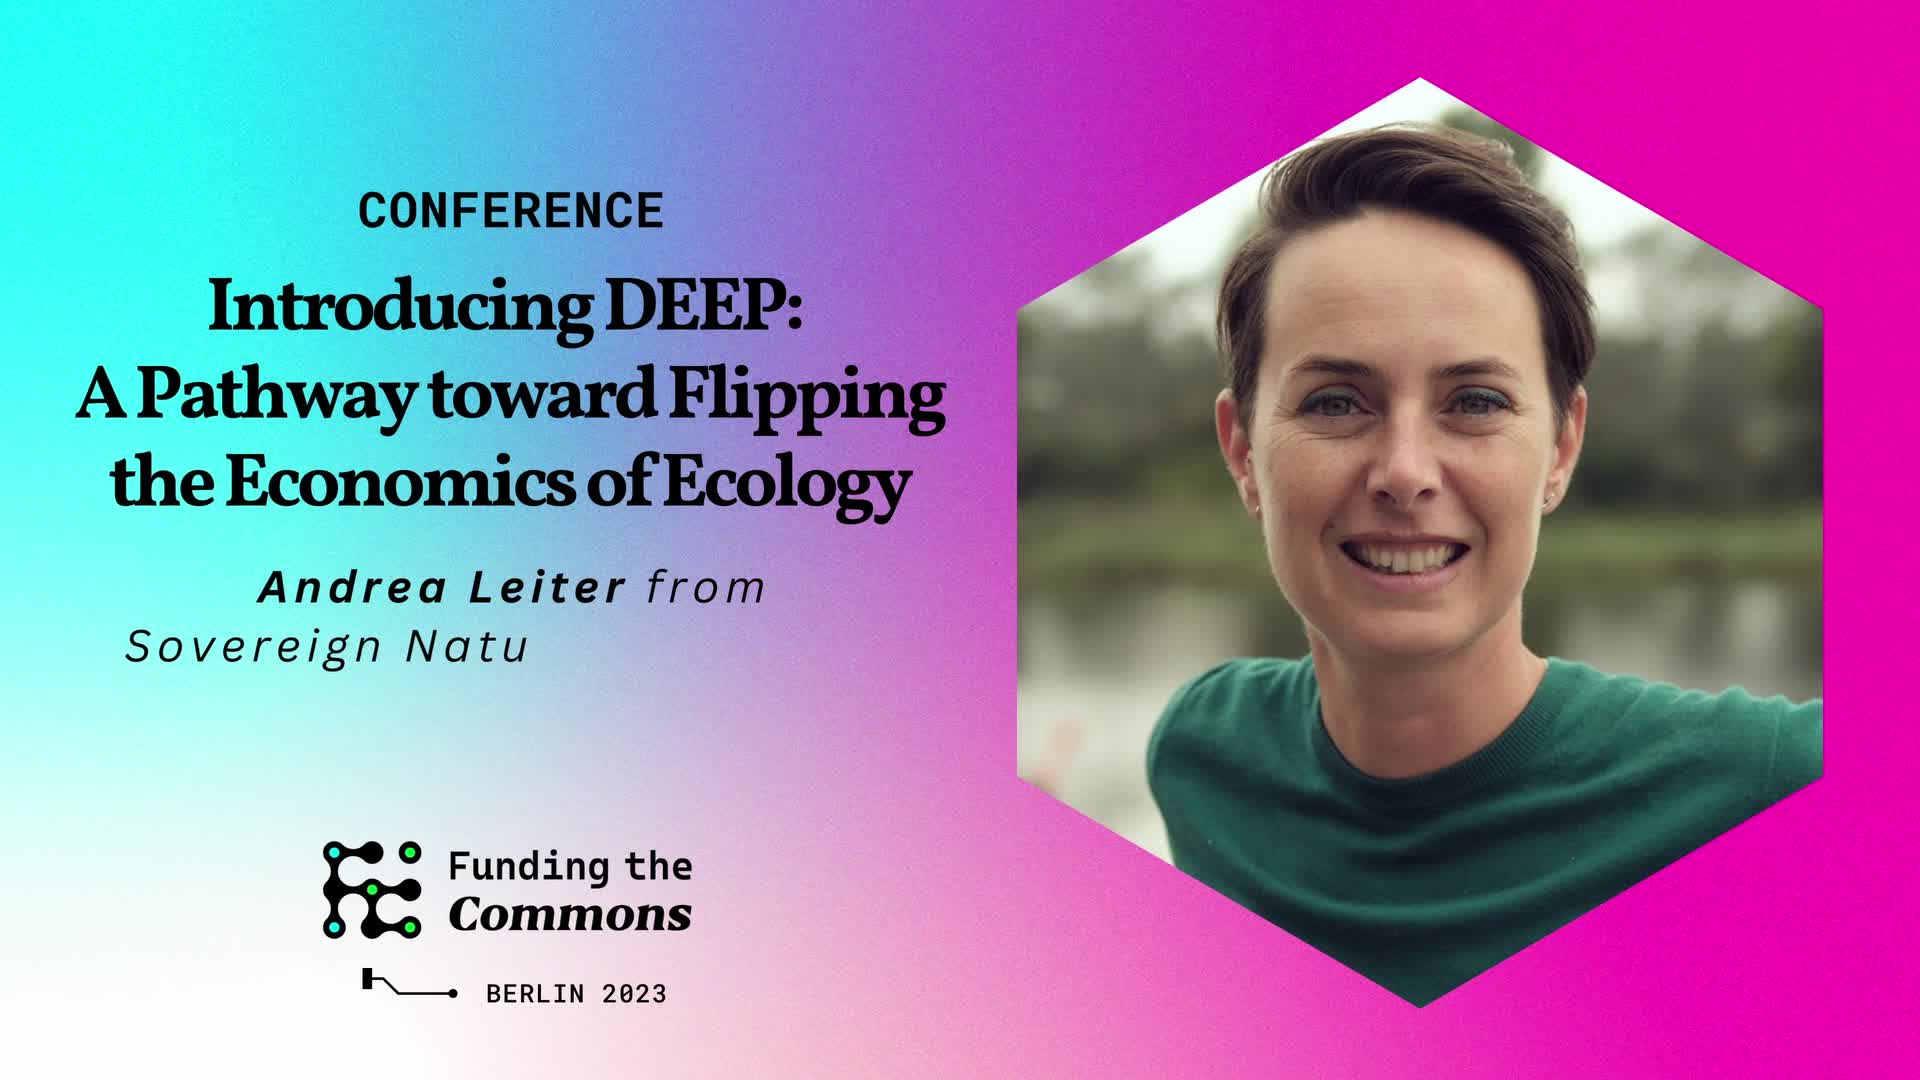 CONFERENCE
Introducing DEEP:
A Pathway toward Flipping
the Economics of Ecology
Andrea Leiter from
Sovereign Natu
Funding the
Commons
BERLIN 2023